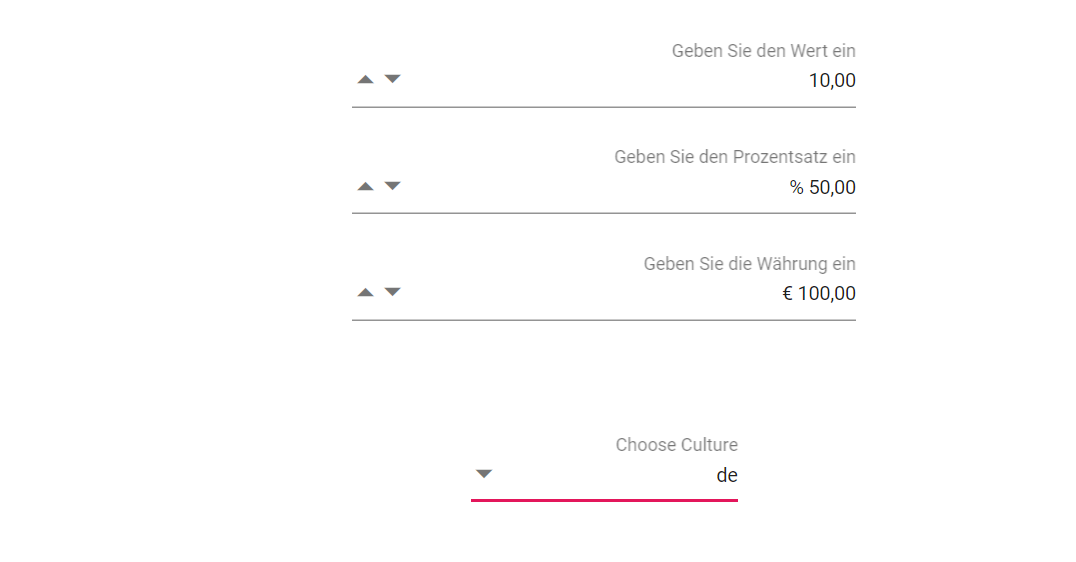 Geben Sie den Wert ein
10,00
Geben Sie den Prozentsatz ein
% 50,00
Geben Sie die Währung ein
€ 100,00
Choose Culture
de